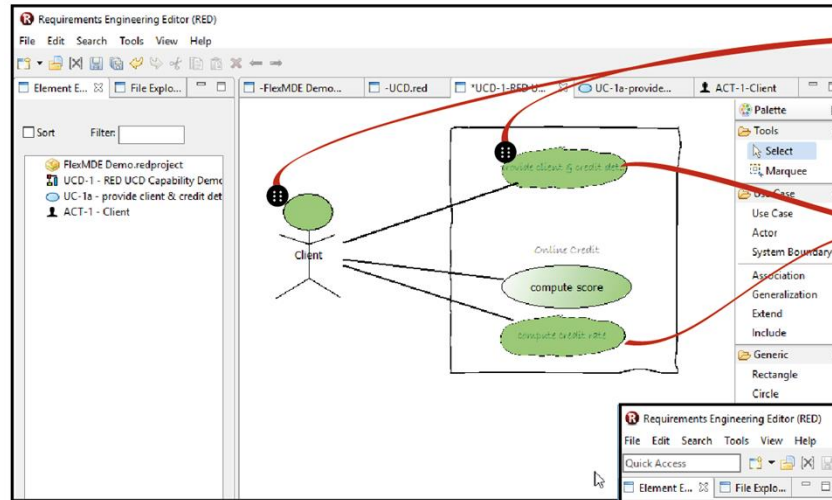 Requirements Engineering Editor (RED)
File Edit Search Tools View Help
Element E... File Explo...
-FlexMDE Demo... -UCD.red *UCD-1-RED U... UC-1a-provide... ACT-1-Client
Sort Filter:
FlexMDE Demo.redproject
UCD-1 - RED UCD Capability Demo
UC-1a - provide client & credit det
ACT-1 - Client
provide client & credit deta
Client
Online Credit
compute score
compute credit rate
Palette
Tools
Select
Marquee
Use Case
Use Case
Actor
System Boundary
Association
Generalization
Extend
Include
Generic
Rectangle
Circle
Requirements Engineering Editor (RED)
File Edit Search Tools View Help
Quick Access
Element E... File Explo...